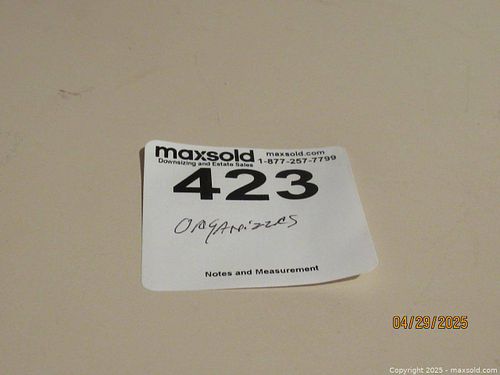 maxsold
Downsizing and Estate Sales
maxsold.com
1-877-257-7799
423
ORGANIZERS
Notes and Measurement
04/29/2025
Copyright 2025 - maxsold.com